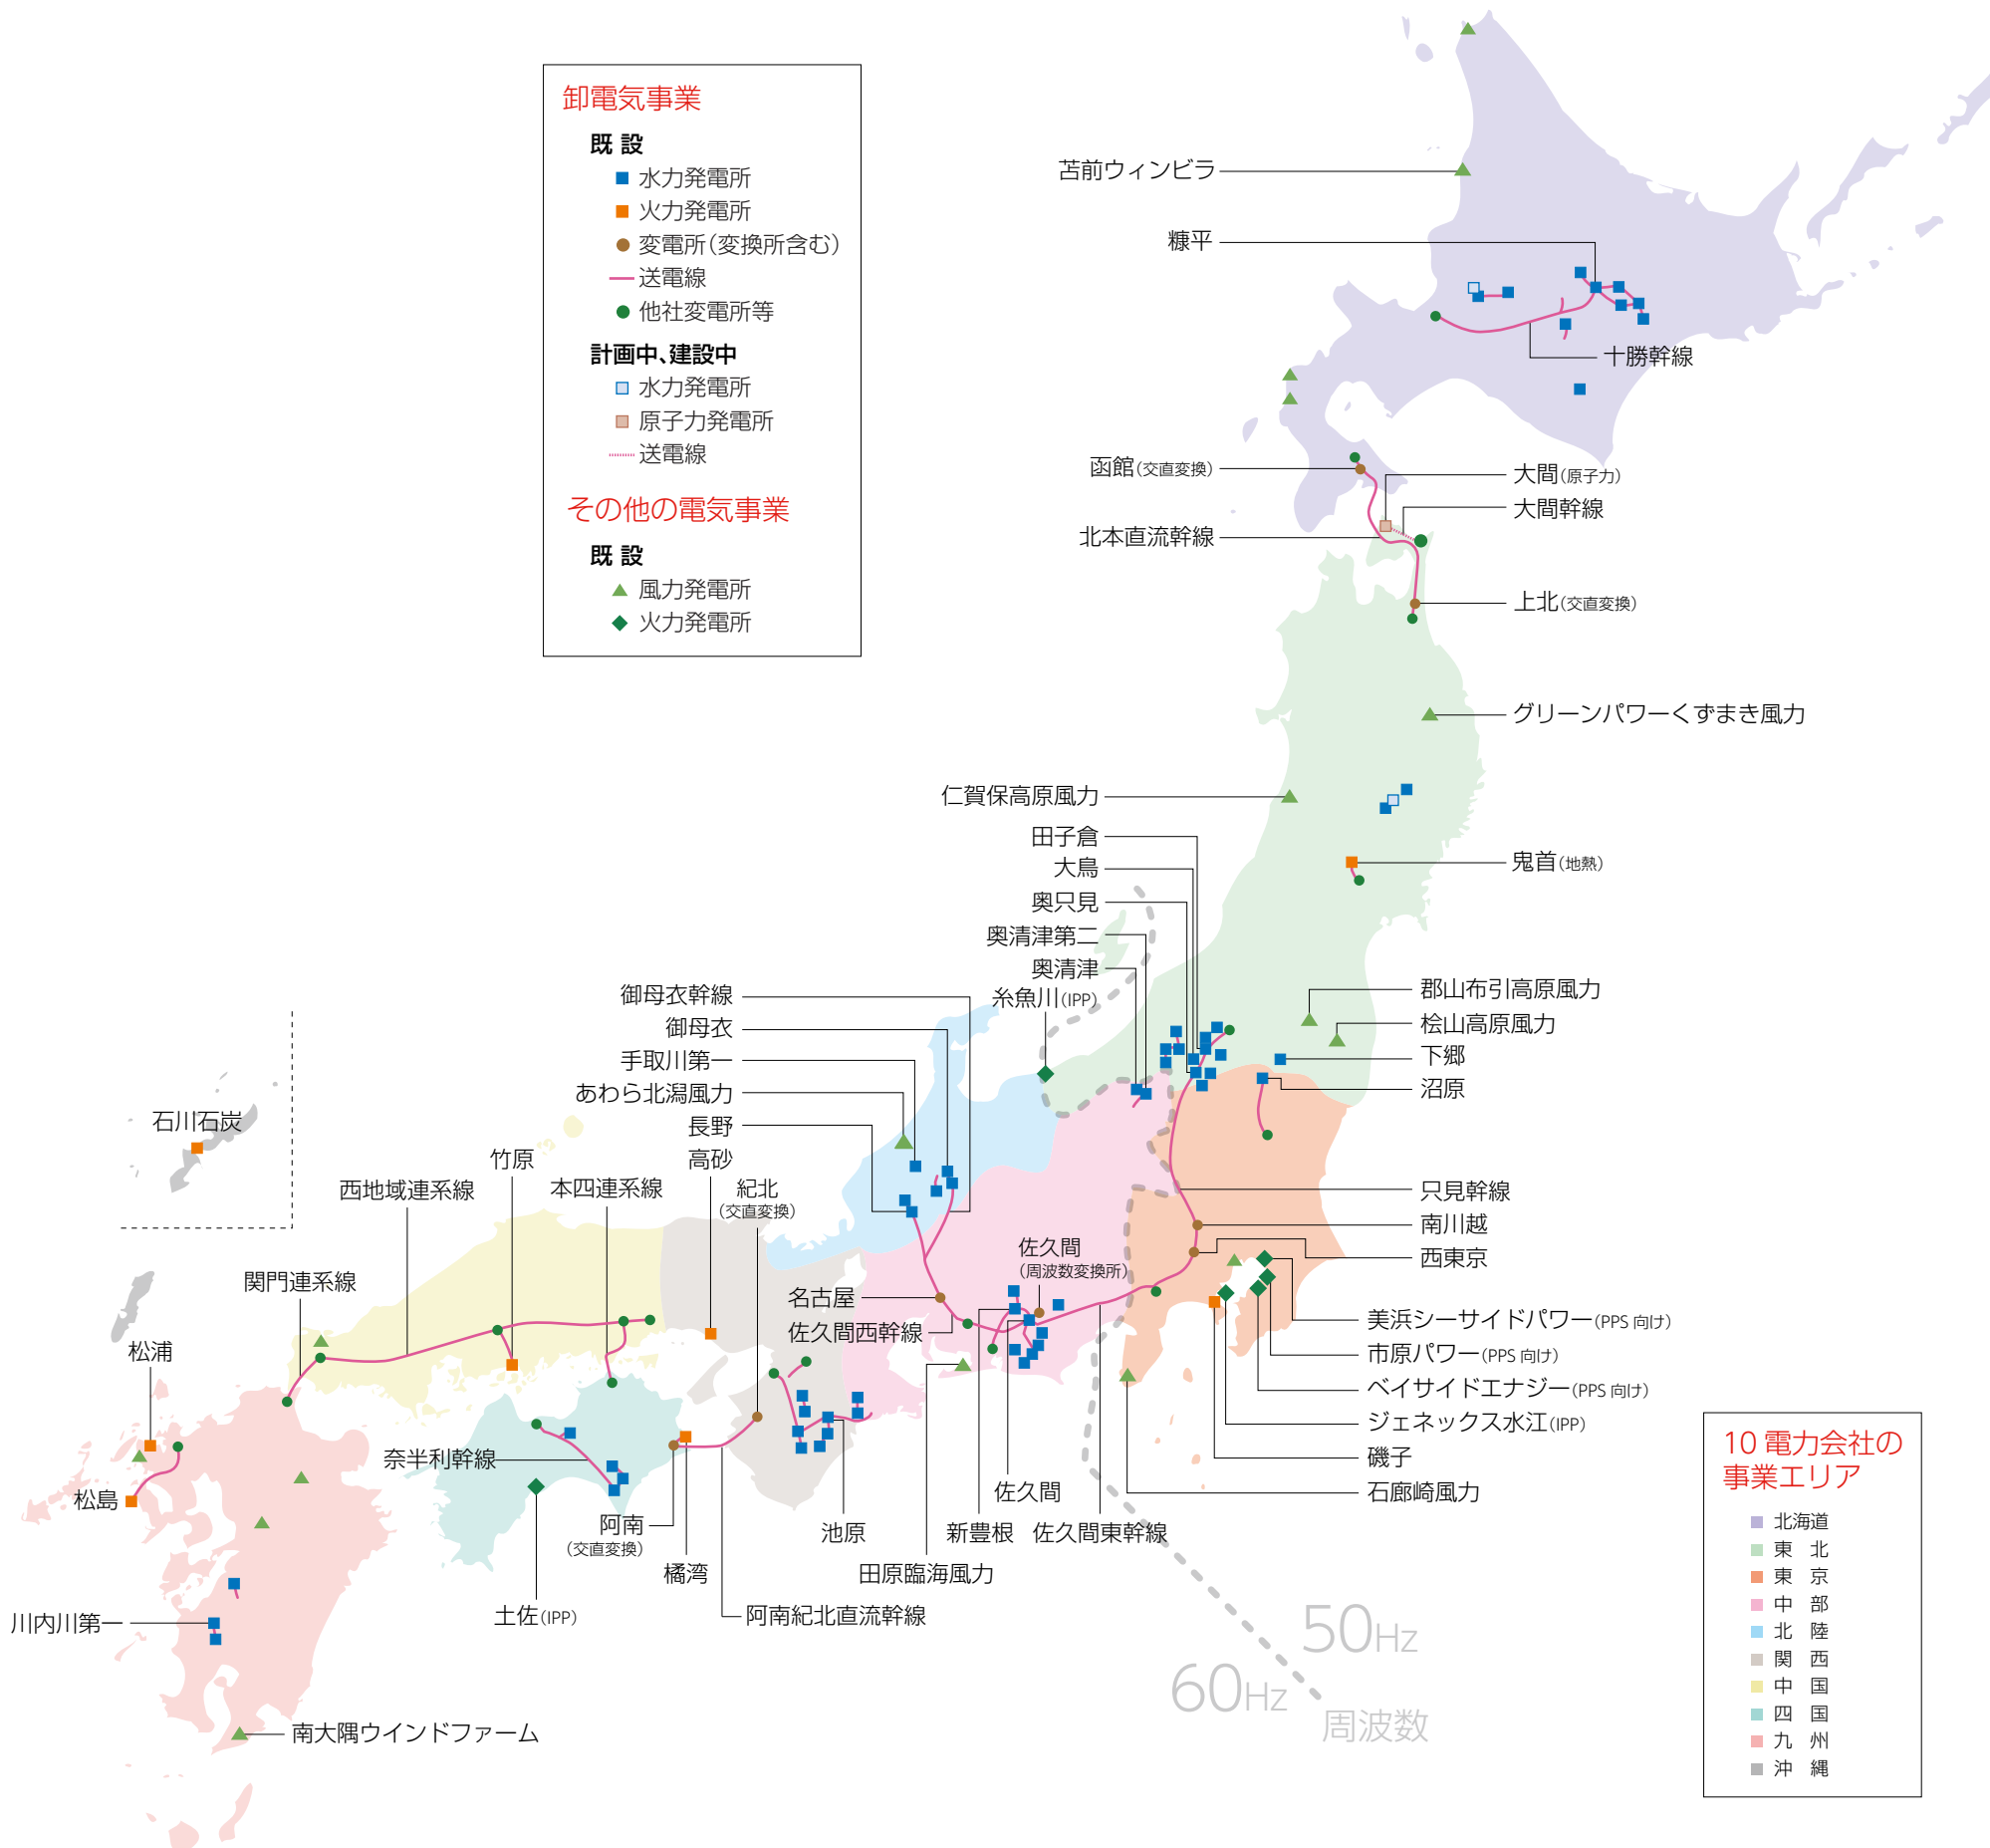 卸電気事業
既 設
水力発電所
火力発電所
変電所(変換所含む)
送電線
他社変電所等
計画中、建設中
水力発電所
原子力発電所
送電線
その他の電気事業
既 設
風力発電所
火力発電所
苫前ウィンビラ
糠平
十勝幹線
函館(交直変換)
大間(原子力)
大間幹線
北本直流幹線
上北(交直変換)
グリーンパワーくずまき風力
仁賀保高原風力
田子倉
大鳥
鬼首(地熱)
奥只見
奥清津第二
奥清津
糸魚川(IPP)
郡山布引高原風力
桧山高原風力
下郷
沼原
御母衣幹線
御母衣
手取川第一
あわら北潟風力
長野
高砂
紀北
(交直変換)
石川石炭
竹原
西地域連系線
本四連系線
只見幹線
南川越
西東京
佐久間
(周波数変換所)
関門連系線
名古屋
佐久間西幹線
松浦
美浜シーサイドパワー(PPS 向け)
市原パワー(PPS 向け)
ベイサイドエナジー(PPS 向け)
ジェネックス水江(IPP)
磯子
石廊崎風力
奈半利幹線
松島
阿南
(交直変換)
橘湾
池原
佐久間
新豊根
佐久間東幹線
田原臨海風力
土佐(IPP)
阿南紀北直流幹線
川内川第一
南大隅ウインドファーム
50Hz
60Hz
周波数
10 電力会社の
事業エリア
北海道
東 北
東 京
中 部
北 陸
関 西
中 国
四 国
九 州
沖 縄